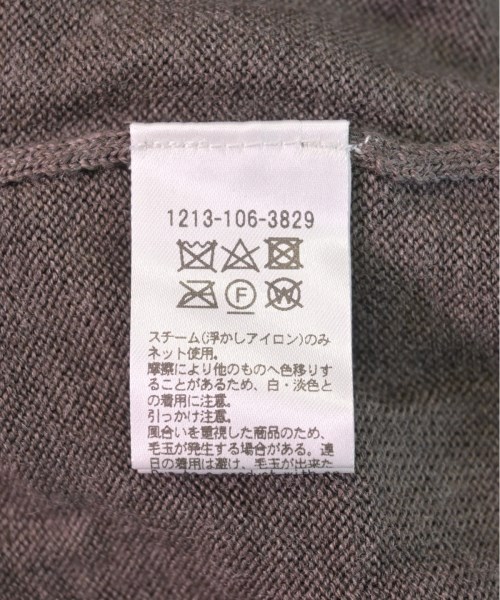 1213-106-3829
F
W
スチーム(浮かしアイロン)のみ
ネット使用。
摩擦により他のものへ色移りす
ることがあるため、白・淡色と
の着用に注意。
引っかけ注意。
風合いを重視した商品のため、
毛玉が発生する場合がある。連
日の着用は避け、毛玉が出来た